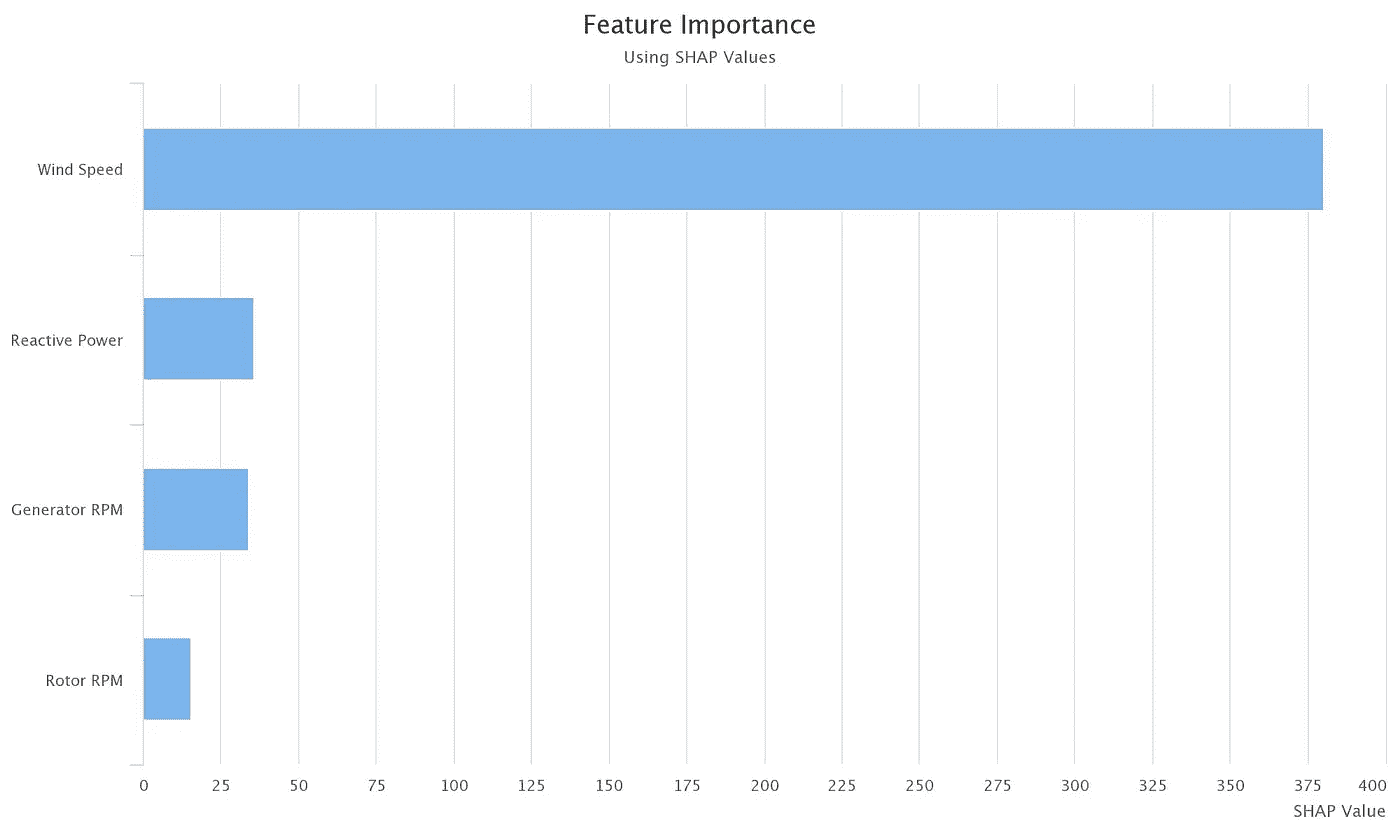 Feature Importance
Using SHAP Values
Wind Speed
Reactive Power
Generator RPM
Rotor RPM
0 25 50 75 100 125 150 175 200 225 250 275 300 325 350 375 400
SHAP Value